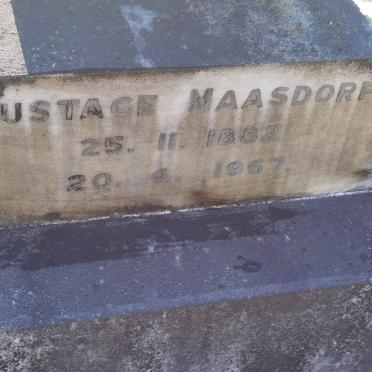 USTACE MAASDORP
25. 11. 1882
20. 4. 1967.